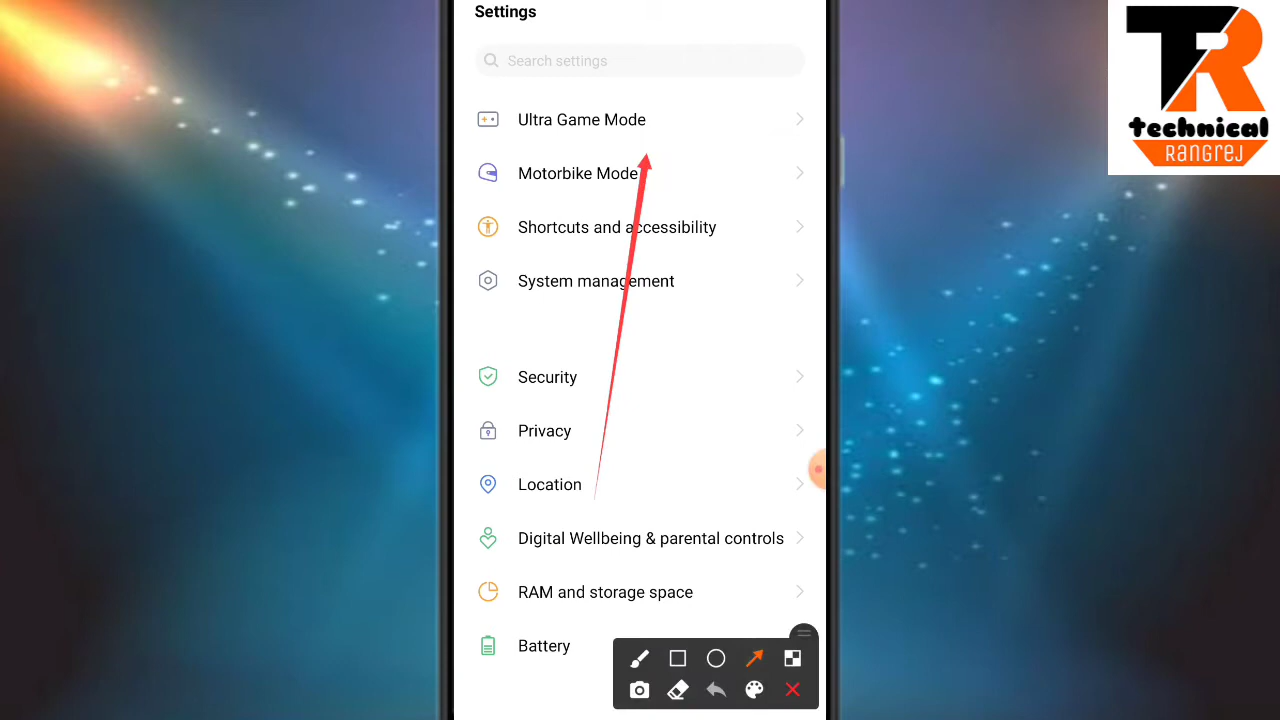 Settings
Search settings
Ultra Game Mode
Motorbike Mode
Shortcuts and accessibility
System management
Security
Privacy
Location
Digital Wellbeing & parental controls
RAM and storage space
Battery
TR
technical
Rangrej